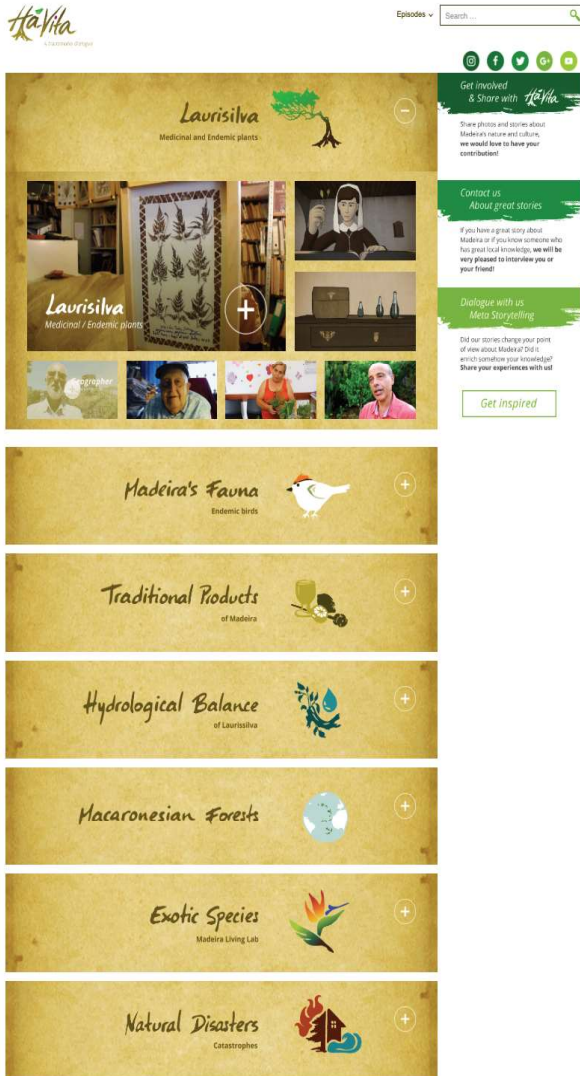 Há Vita
Episodes
Search ...
Laurisilva
Medicinal and Endemic plants
Laurisilva
Medicinal / Endemic plants
Geographer
Madeira's Fauna
Endemic birds
Traditional Products
of Madeira
Hydrological Balance
of Laurissilva
Macaronesian Forests
Exotic Species
Madeira Living Lab
Natural Disasters
Catastrophes
Get involved
& Share with Há Vita
Share photos and stories about
Madeira's nature and culture,
we would love to have your
contribution!
Contact us
About great stories
If you have a great story about
Madeira or if you know someone who
has great local knowledge, we will be
very pleased to interview you or
your friend!
Dialogue with us
Meta Storytelling
Did our stories change your point
of view about Madeira? Did it
enrich somehow your knowledge?
Share your experiences with us!
Get inspired